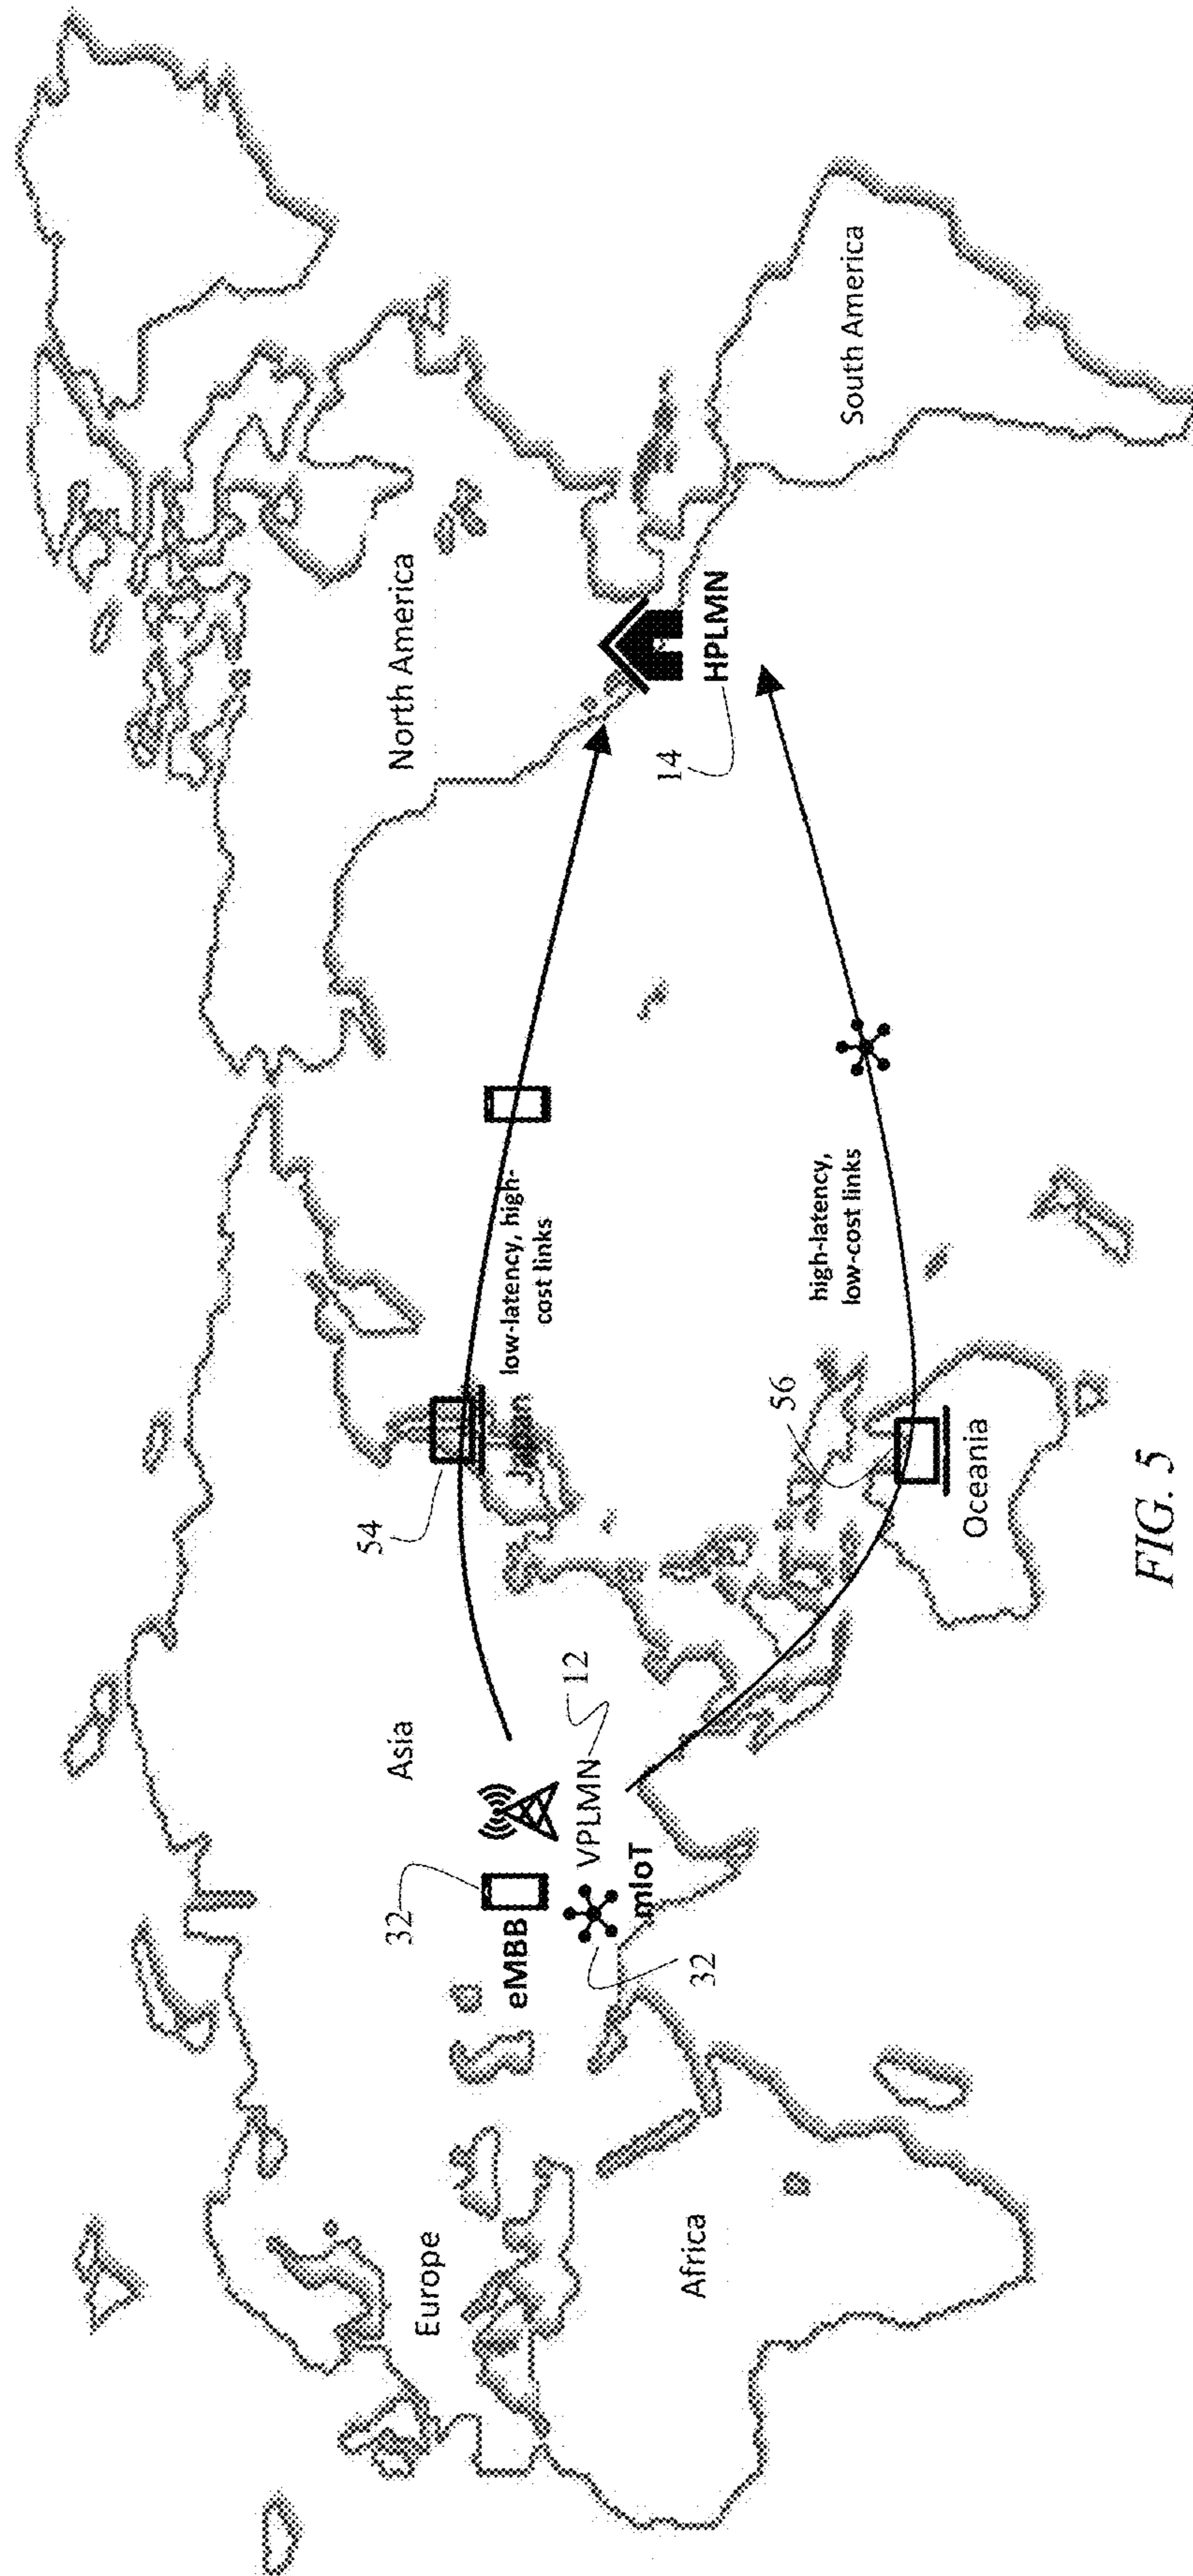 North America
South America
HPLMN
14
low-latency, high-
cost links
high-latency,
low-cost links
Japan
54
56
Oceania
Asia
VPLMN
12
32
eMBB
mIoT
32
Europe
Africa
FIG. 5